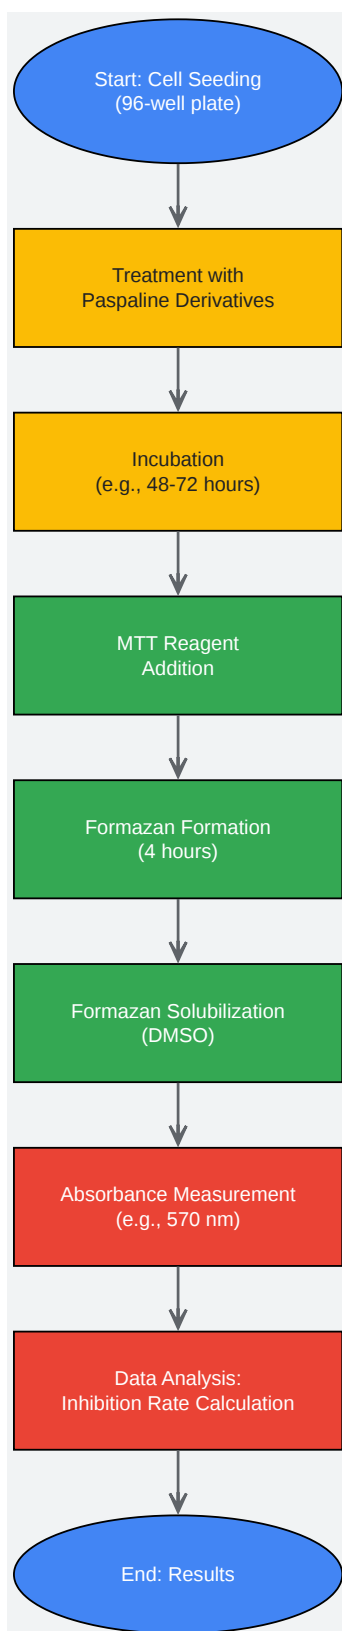 Start: Cell Seeding
(96-well plate)
Treatment with
Paspaline Derivatives
Incubation
(e.g., 48-72 hours)
MTT Reagent
Addition
Formazan Formation
(4 hours)
Formazan Solubilization
(DMSO)
Absorbance Measurement
(e.g., 570 nm)
Data Analysis:
Inhibition Rate Calculation
End: Results